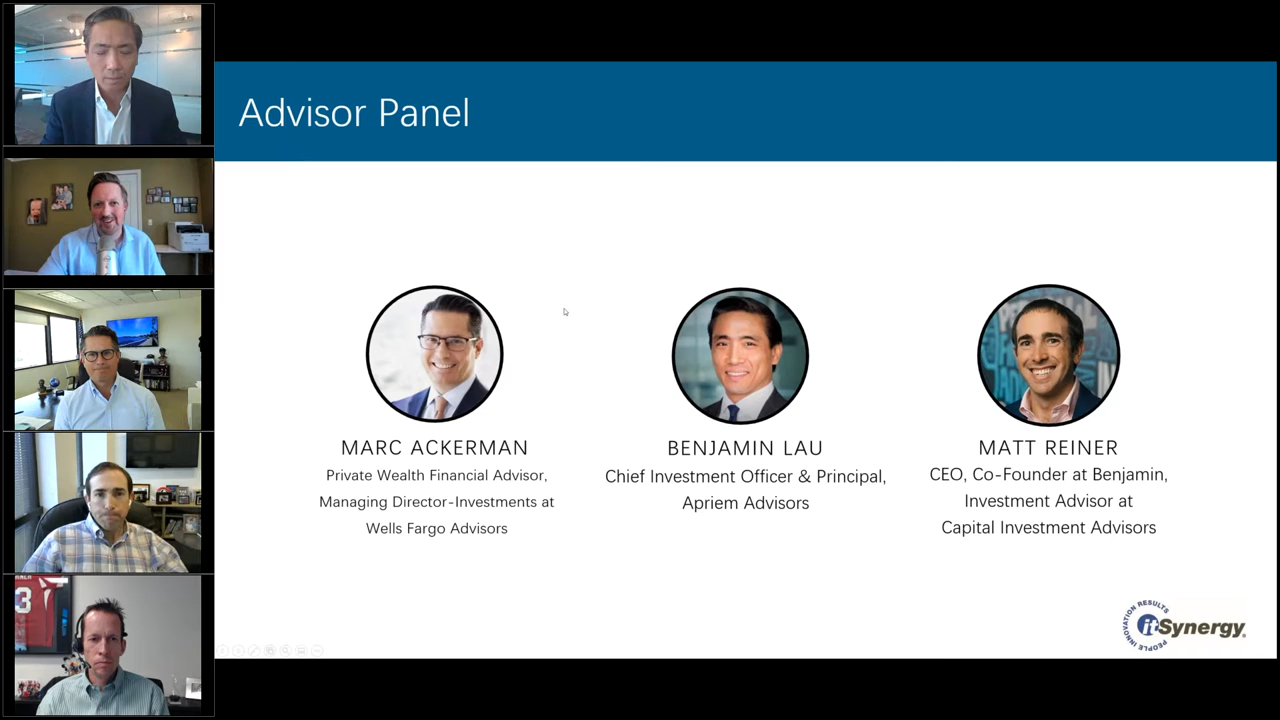 Advisor Panel
MARC ACKERMAN
Private Wealth Financial Advisor,
Managing Director-Investments at
Wells Fargo Advisors
BENJAMIN LAU
Chief Investment Officer & Principal,
Apriem Advisors
MATT REINER
CEO, Co-Founder at Benjamin,
Investment Advisor at
Capital Investment Advisors
PEOPLE INNOVATION RESULTS
itSynergy
3